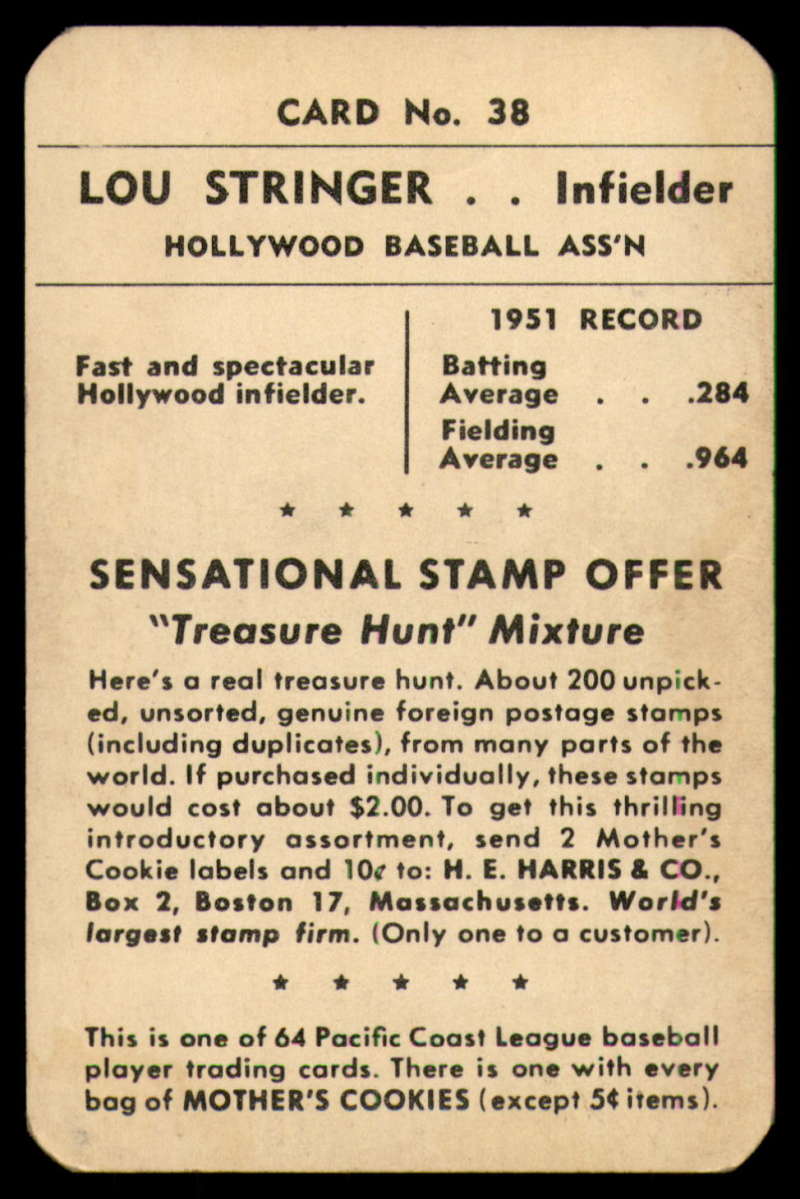 CARD No. 38
LOU STRINGER . . Infielder
HOLLYWOOD BASEBALL ASS'N
Fast and spectacular
Hollywood infielder.
1951 RECORD
Batting
Average . . .284
Fielding
Average . . .964
★ ★ ★ ★ ★
SENSATIONAL STAMP OFFER
"Treasure Hunt" Mixture
Here's a real treasure hunt. About 200 unpick-
ed, unsorted, genuine foreign postage stamps
(including duplicates), from many parts of the
world. If purchased individually, these stamps
would cost about $2.00. To get this thrilling
introductory assortment, send 2 Mother's
Cookie labels and 10¢ to: H. E. HARRIS & CO.,
Box 2, Boston 17, Massachusetts. World's
largest stamp firm. (Only one to a customer).
★ ★ ★ ★ ★
This is one of 64 Pacific Coast League baseball
player trading cards. There is one with every
bag of MOTHER'S COOKIES (except 5¢ items).